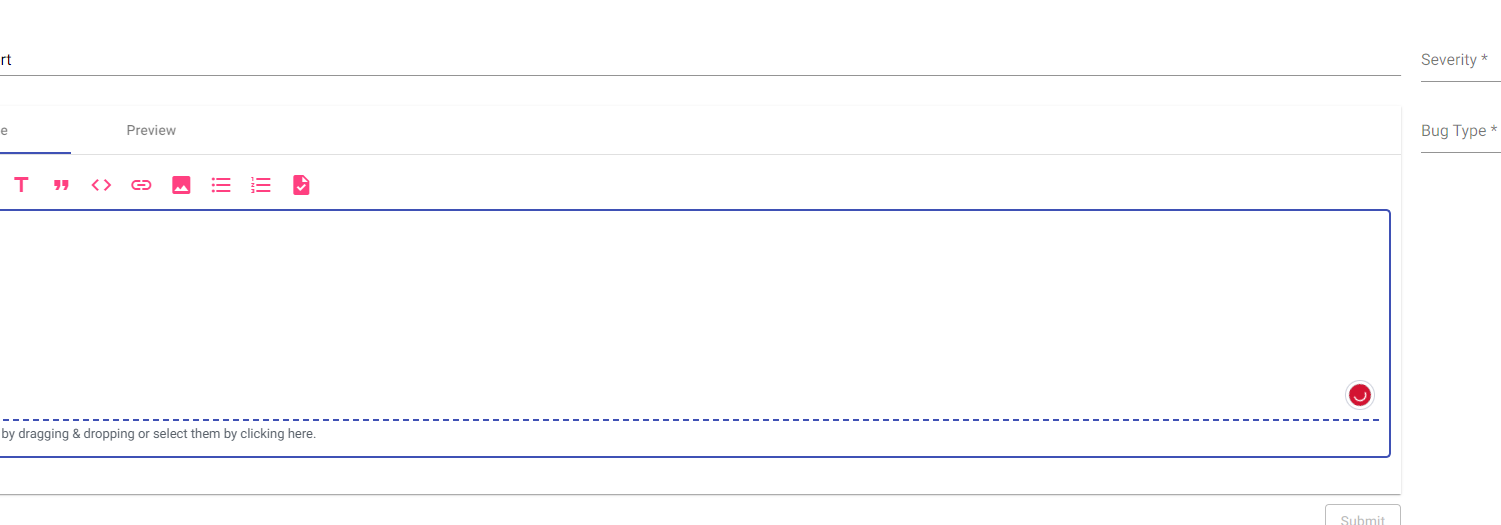 rt
Severity *
e
Preview
Bug Type *
by dragging & dropping or select them by clicking here.
Submit